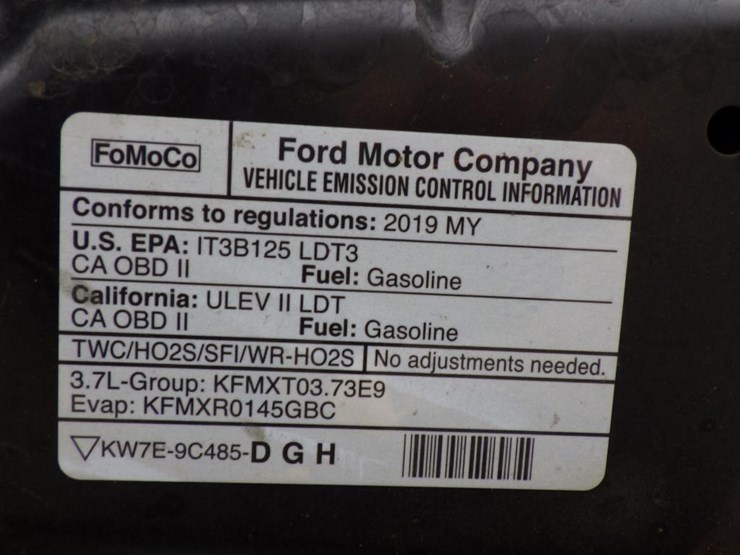 FoMoCo
Ford Motor Company
VEHICLE EMISSION CONTROL INFORMATION
Conforms to regulations: 2019 MY
U.S. EPA: IT3B125 LDT3
CA OBD II Fuel: Gasoline
California: ULEV II LDT
CA OBD II Fuel: Gasoline
TWC/HO2S/SFI/WR-HO2S No adjustments needed.
3.7L-Group: KFMXT03.73E9
Evap: KFMXR0145GBC
KW7E-9C485-D G H